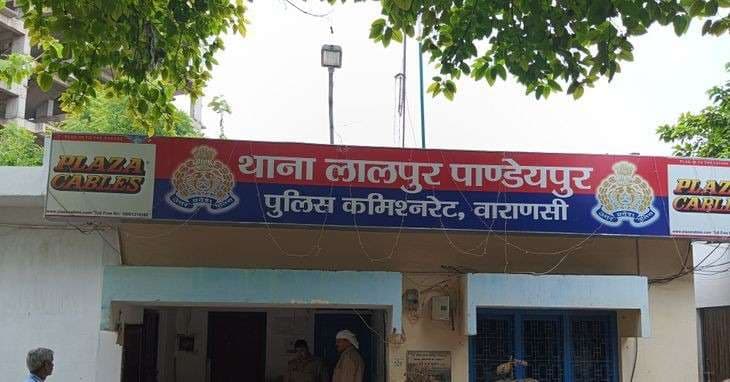 PLAZA
CABLES
थाना लालपुर पाण्डेयपुर
पुलिस कमिश्नरेट, वाराणसी
PLAZA
CABLES